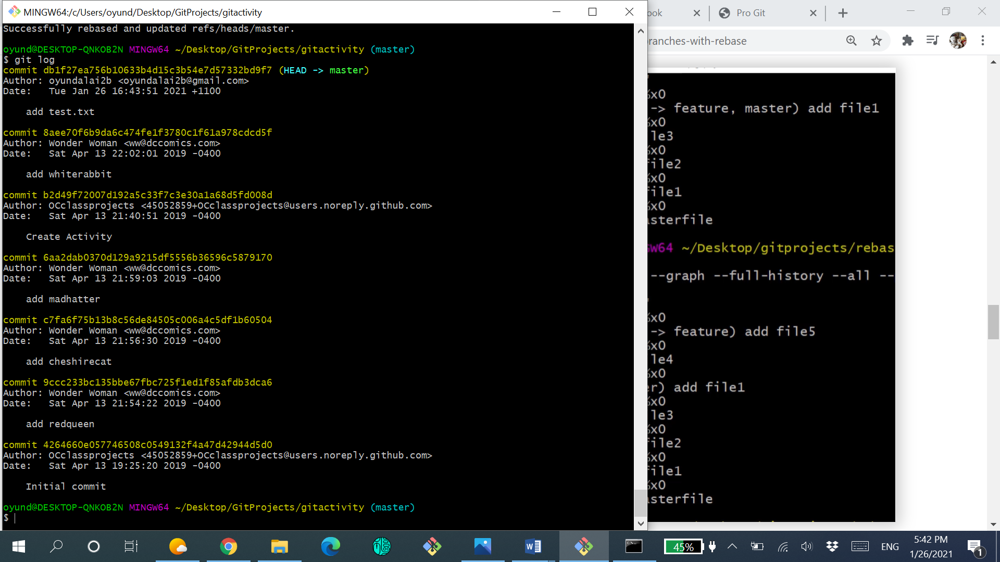 MINGW64:/c/Users/oyund/Desktop/GitProjects/gitactivity
Successfully rebased and updated refs/heads/master.
oyund@DESKTOP-QNKOB2N MINGW64 ~/Desktop/GitProjects/gitactivity (master)
$ git log
commit db1f27ea756b10633b4d15c3b54e7d57332bd9f7 (HEAD -> master)
Author: oyundalai2b <oyundalai2b@gmail.com>
Date:   Tue Jan 26 16:43:51 2021 +1100
add test.txt
commit 8aee70f6b9da6c474fe1f3780c1f61a978cdcd5f
Author: Wonder Woman <ww@dccomics.com>
Date:   Sat Apr 13 22:02:01 2019 -0400
add whiterabbit
commit b2d49f72007d192a5c33f7c3e30a1a68d5fd008d
Author: OCclassprojects <45052859+OCclassprojects@users.noreply.github.com>
Date:   Sat Apr 13 21:40:51 2019 -0400
Create Activity
commit 6aa2dab0370d129a9215df5556b36596c5879170
Author: Wonder Woman <ww@dccomics.com>
Date:   Sat Apr 13 21:59:03 2019 -0400
add madhatter
commit c7fa6f75b13b8c56de84505c006a4c5df1b60504
Author: Wonder Woman <ww@dccomics.com>
Date:   Sat Apr 13 21:56:30 2019 -0400
add cheshirecat
commit 9ccc233bc135bbe67fbc725f1ed1f85afdb3dca6
Author: Wonder Woman <ww@dccomics.com>
Date:   Sat Apr 13 21:54:22 2019 -0400
add redqueen
commit 4264660e057746508c0549132f4a47d42944d5d0
Author: OCclassprojects <45052859+OCclassprojects@users.noreply.github.com>
Date:   Sat Apr 13 19:25:20 2019 -0400
Initial commit
oyund@DESKTOP-QNKOB2N MINGW64 ~/Desktop/GitProjects/gitactivity (master)
$
ook
Pro Git
ranches-with-rebase
%x0
-> feature, master) add file1
%x0
le3
%x0
file2
%x0
file1
%x0
sterfile
GW64 ~/Desktop/gitprojects/rebas
--graph --full-history --all --
%x0
-> feature) add file5
%x0
le4
%x0
er) add file1
%x0
le3
%x0
file2
%x0
file1
%x0
sterfile
45%
ENG
5:42 PM
1/26/2021
1